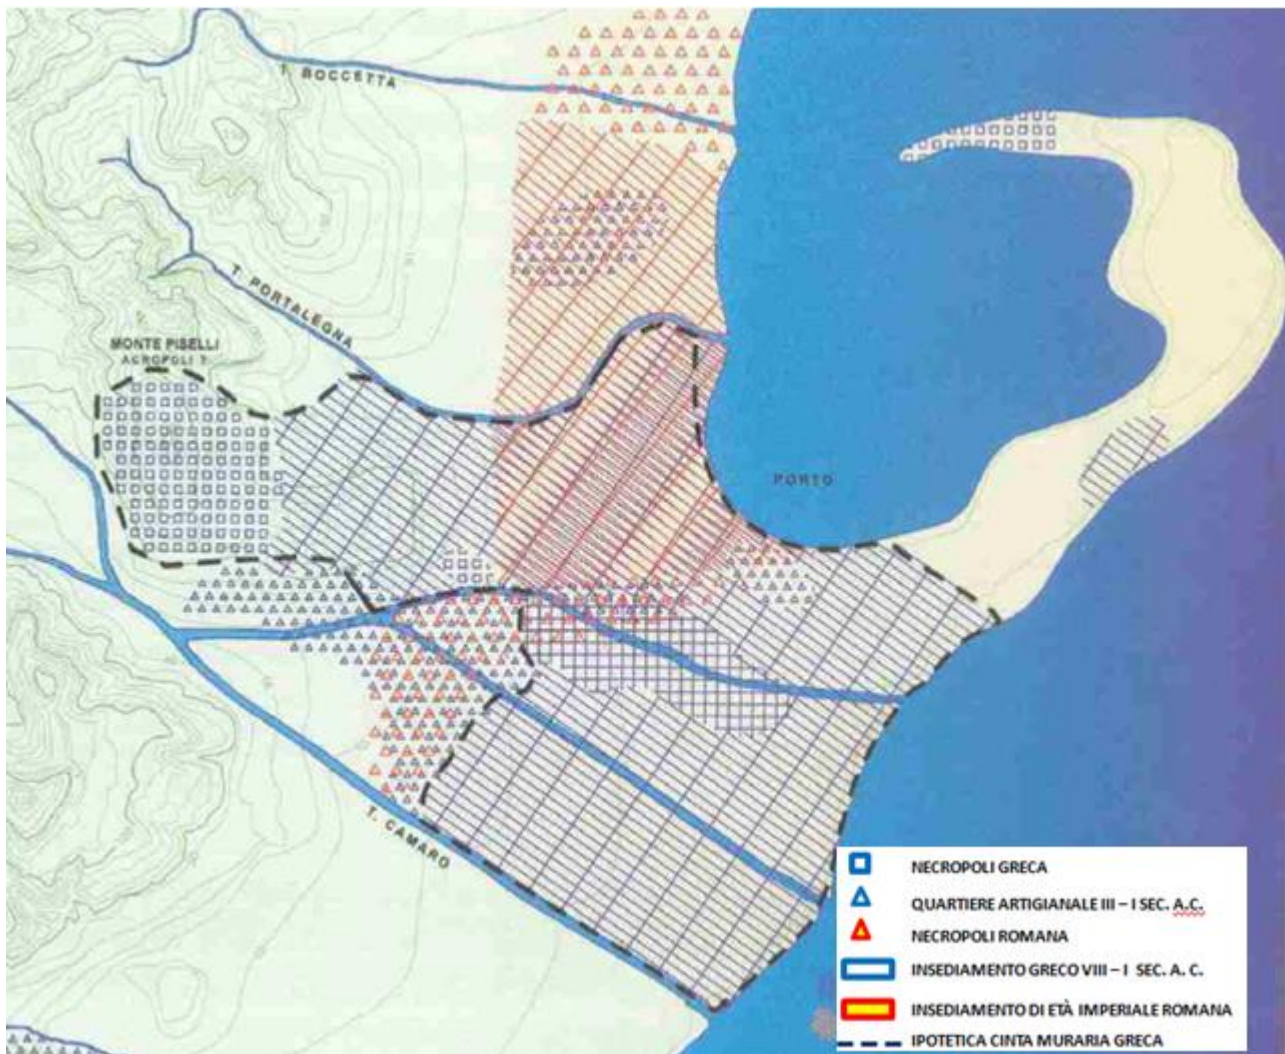 T. BOCCETTA
T. PORTALEGNA
MONTE PISELLI
ACROPOLI ?
PORTO
T. CAMARO
NECROPOLI GRECA
QUARTIERE ARTIGIANALE III – I SEC. A.C.
NECROPOLI ROMANA
INSEDIAMENTO GRECO VIII – I SEC. A. C.
INSEDIAMENTO DI ETÀ IMPERIALE ROMANA
IPOTETICA CINTA MURARIA GRECA